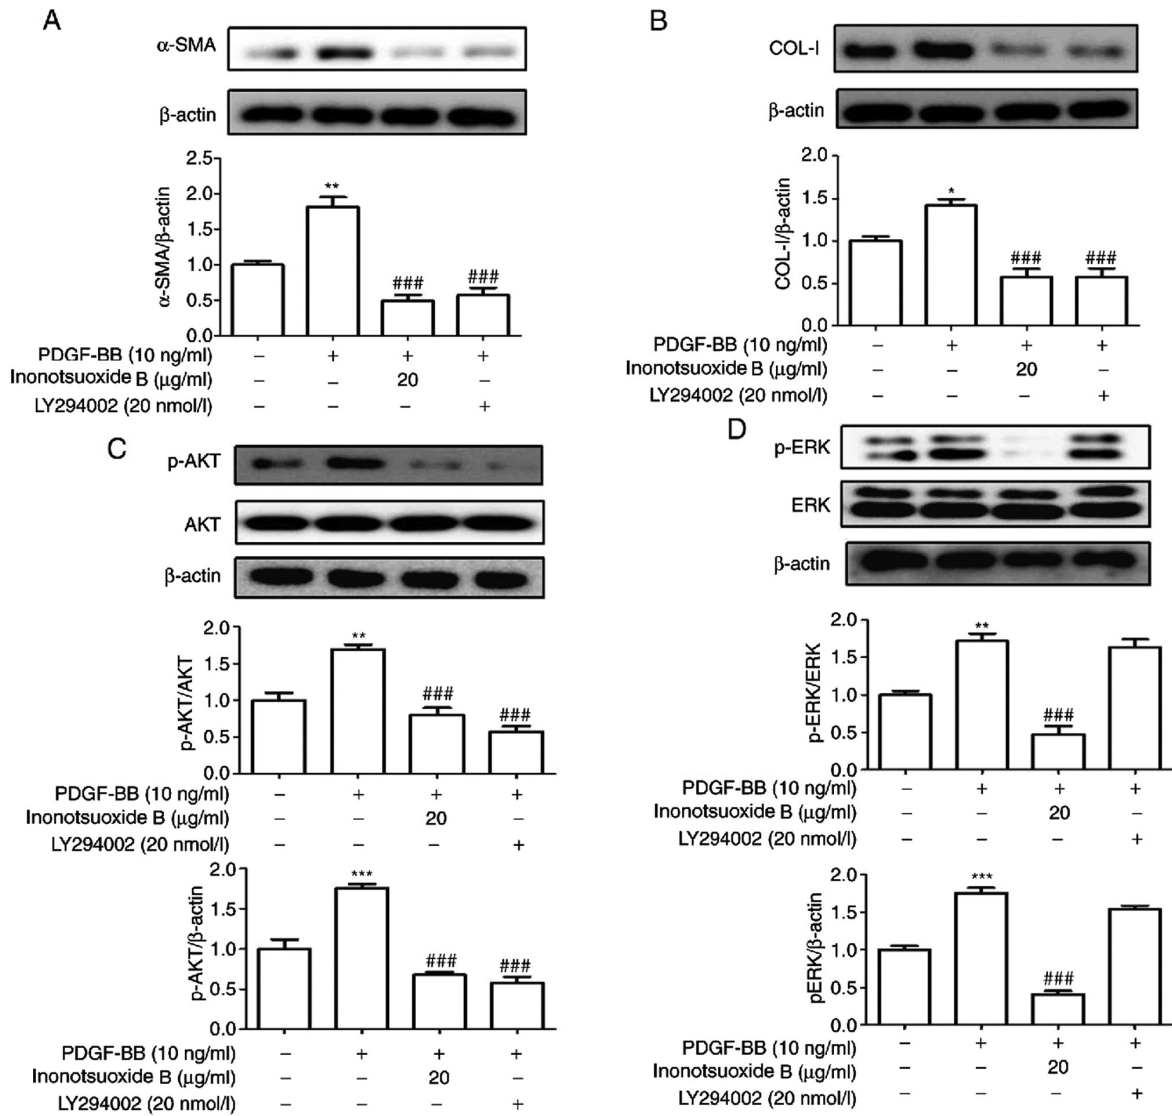 A
α-SMA
β-actin
α-SMA/β-actin
2.5
2.0
1.5
1.0
0.5
0.0
**
###
###
PDGF-BB (10 ng/ml) – + + +
Inonotsuoxide B (μg/ml) – – 20 –
LY294002 (20 nmol/l) – – – +
B
COL-I
β-actin
COL-I/β-actin
2.0
1.5
1.0
0.5
0.0
*
###
###
PDGF-BB (10 ng/ml) – + + +
Inonotsuoxide B (μg/ml) – – 20 –
LY294002 (20 nmol/l) – – – +
C
p-AKT
AKT
β-actin
p-AKT/AKT
2.0
1.5
1.0
0.5
0.0
**
###
###
PDGF-BB (10 ng/ml) – + + +
Inonotsuoxide B (μg/ml) – – 20 –
LY294002 (20 nmol/l) – – – +
p-AKT/β-actin
2.0
1.5
1.0
0.5
0.0
***
###
###
PDGF-BB (10 ng/ml) – + + +
Inonotsuoxide B (μg/ml) – – 20 –
LY294002 (20 nmol/l) – – – +
D
p-ERK
ERK
β-actin
p-ERK/ERK
2.0
1.5
1.0
0.5
0.0
**
###
PDGF-BB (10 ng/ml) – + + +
Inonotsuoxide B (μg/ml) – – 20 –
LY294002 (20 nmol/l) – – – +
pERK/β-actin
2.0
1.5
1.0
0.5
0.0
***
###
PDGF-BB (10 ng/ml) – + + +
Inonotsuoxide B (μg/ml) – – 20 –
LY294002 (20 nmol/l) – – – +